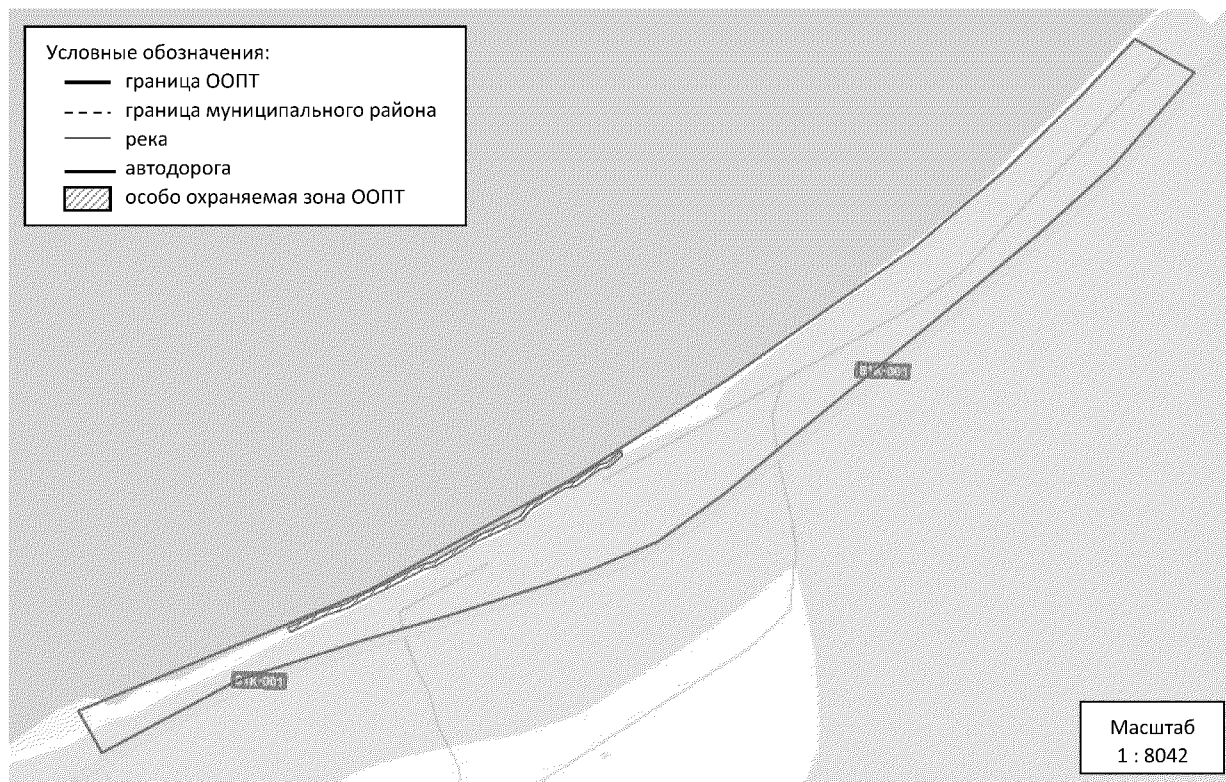 Условные обозначения:
граница ООПТ
граница муниципального района
река
автодорога
особо охраняемая зона ООПТ
Масштаб
1 : 8042